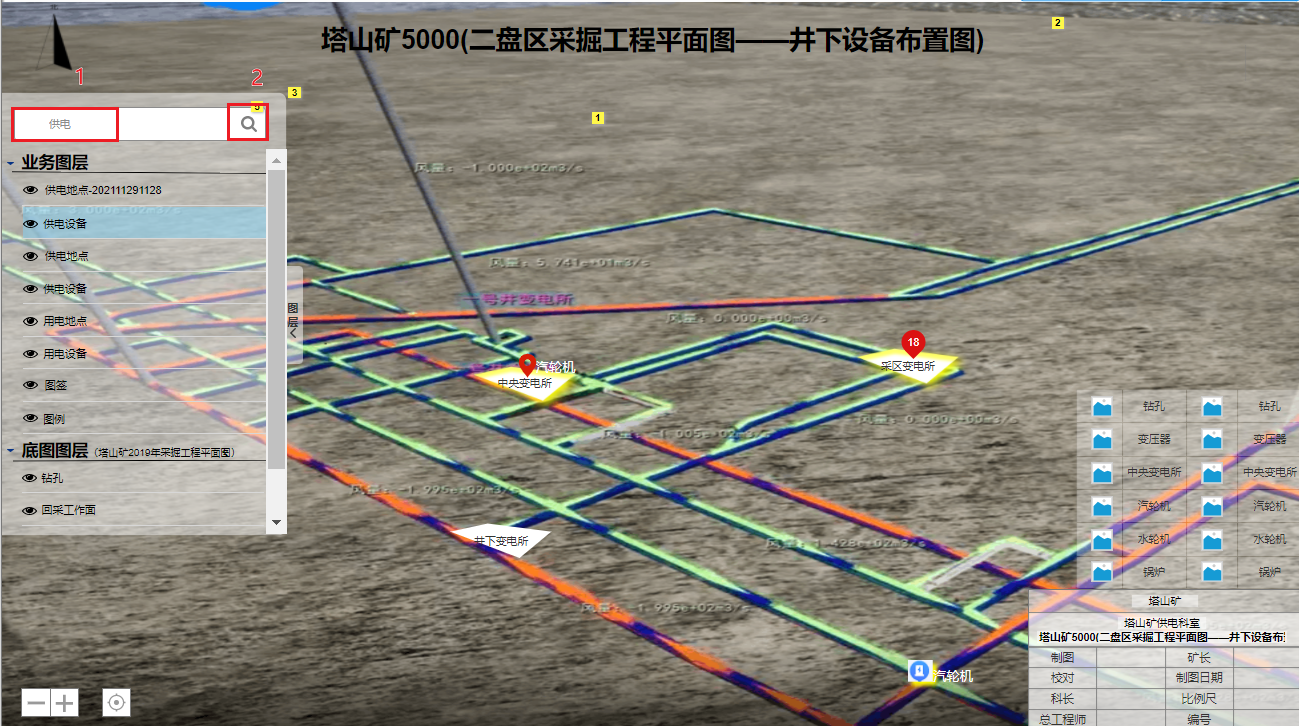 北
塔山矿5000(二盘区采掘工程平面图——井下设备布置图)
2
1
2
3
5
1
供电
业务图层
供电地点-202111291128
供电设备
供电地点
供电设备
用电地点
用电设备
图签
图例
底图图层（塔山矿2019年采掘工程平面图）
钻孔
回采工作面
图层
风量: -1.000e+02m3/s
风量: 5.741e+01m3/s
一号井变电所
风量: 0.000e+00m3/s
18
采区变电所
汽轮机
中央变电所
风量: 0.000e+00m3/s
风量: -1.005e+02m3/s
风量: -1.995e+02m3/s
井下变电所
风量: 1.428e+02m3/s
风量: -1.995e+02m3/s
汽轮机
钻孔 钻孔
变压器 变压器
中央变电所 中央变电所
汽轮机 汽轮机
水轮机 水轮机
锅炉 锅炉
塔山矿
塔山矿供电科室
塔山矿5000(二盘区采掘工程平面图——井下设备布
制图 矿长
校对 制图日期
科长 比例尺
总工程师 编号